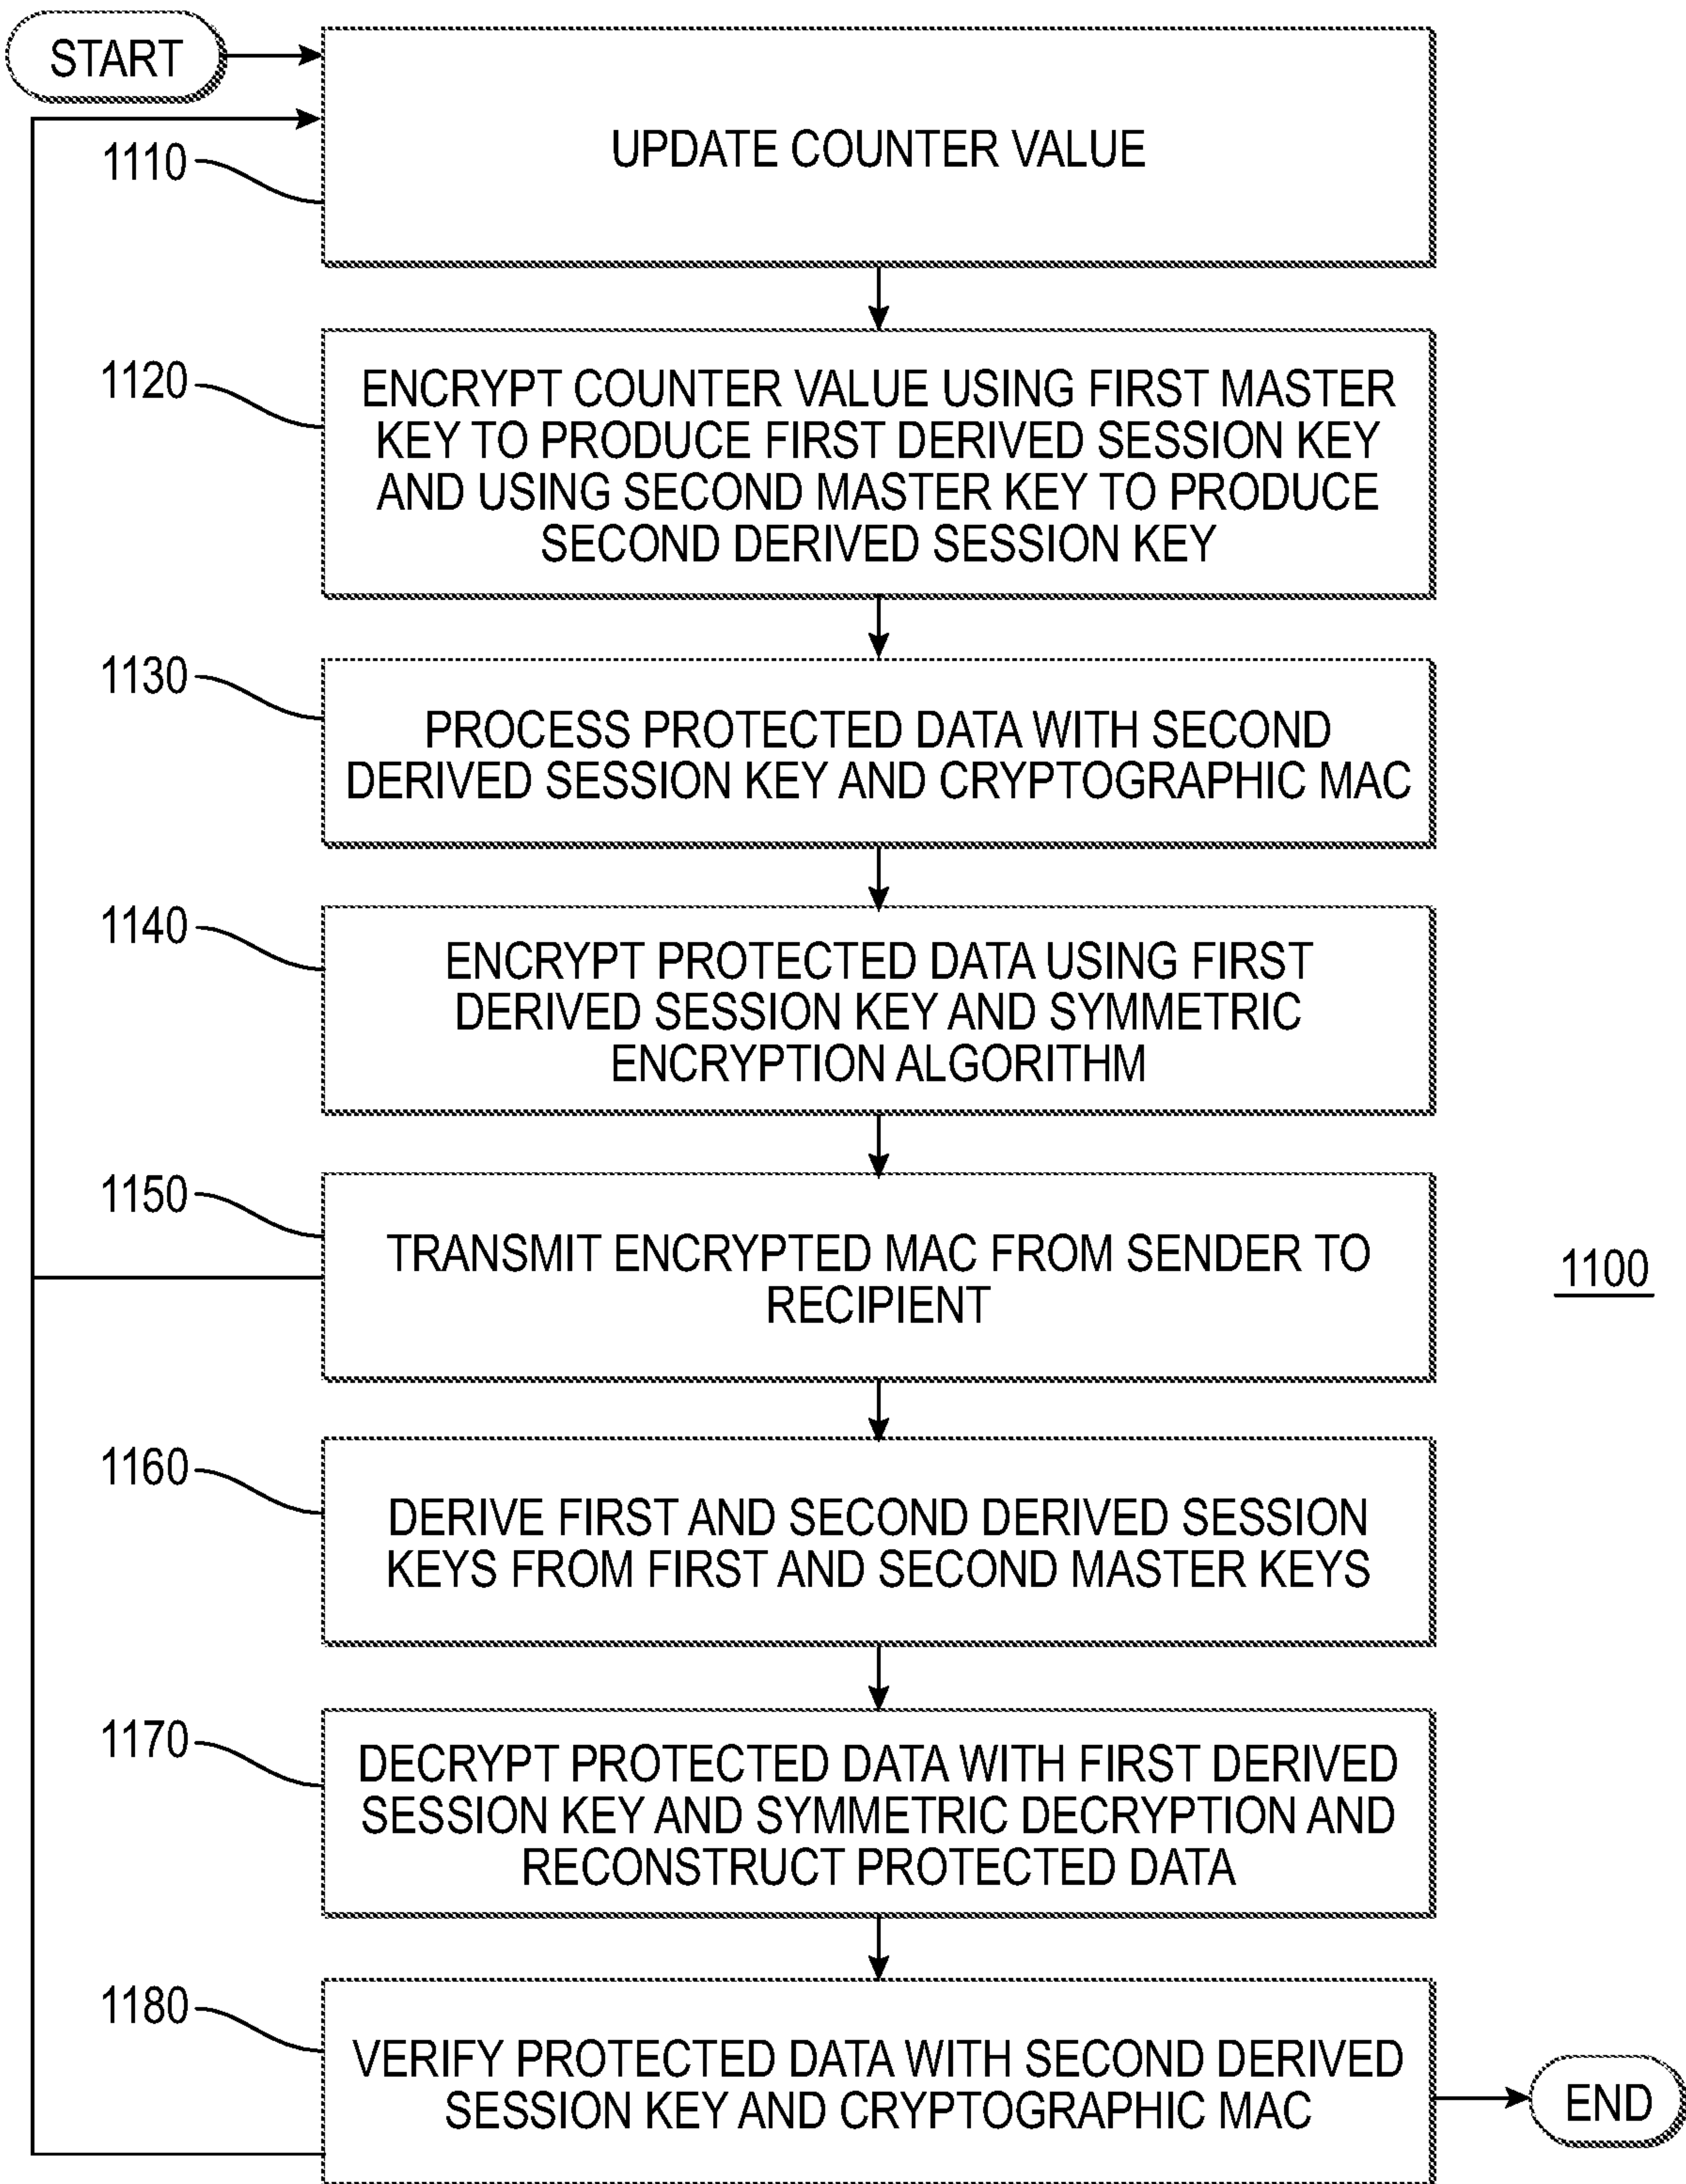 START
1110
UPDATE COUNTER VALUE
1120
ENCRYPT COUNTER VALUE USING FIRST MASTER
KEY TO PRODUCE FIRST DERIVED SESSION KEY
AND USING SECOND MASTER KEY TO PRODUCE
SECOND DERIVED SESSION KEY
1130
PROCESS PROTECTED DATA WITH SECOND
DERIVED SESSION KEY AND CRYPTOGRAPHIC MAC
1140
ENCRYPT PROTECTED DATA USING FIRST
DERIVED SESSION KEY AND SYMMETRIC
ENCRYPTION ALGORITHM
1150
TRANSMIT ENCRYPTED MAC FROM SENDER TO
RECIPIENT
1100
1160
DERIVE FIRST AND SECOND DERIVED SESSION
KEYS FROM FIRST AND SECOND MASTER KEYS
1170
DECRYPT PROTECTED DATA WITH FIRST DERIVED
SESSION KEY AND SYMMETRIC DECRYPTION AND
RECONSTRUCT PROTECTED DATA
1180
VERIFY PROTECTED DATA WITH SECOND DERIVED
SESSION KEY AND CRYPTOGRAPHIC MAC
END